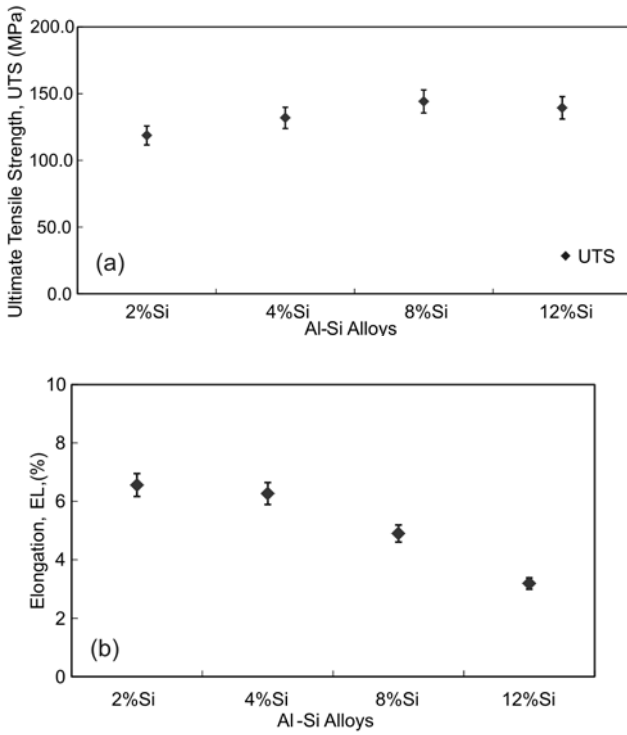 Ultimate Tensile Strength, UTS (MPa)
200.0
150.0
100.0
50.0
0.0
(a)
UTS
2%Si 4%Si 8%Si 12%Si
Al-Si Alloys
Elongation, EL,(%)
10
8
6
4
2
0
(b)
2%Si 4%Si 8%Si 12%Si
Al-Si Alloys